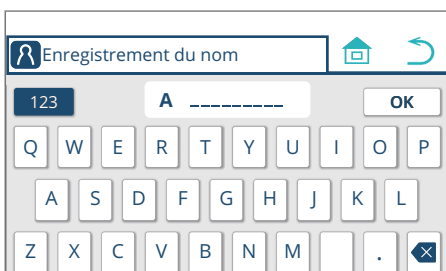 Enregistrement du nom
123 A _________ OK
Q W E R T Y U I O P
A S D F G H J K L
Z X C V B N M .